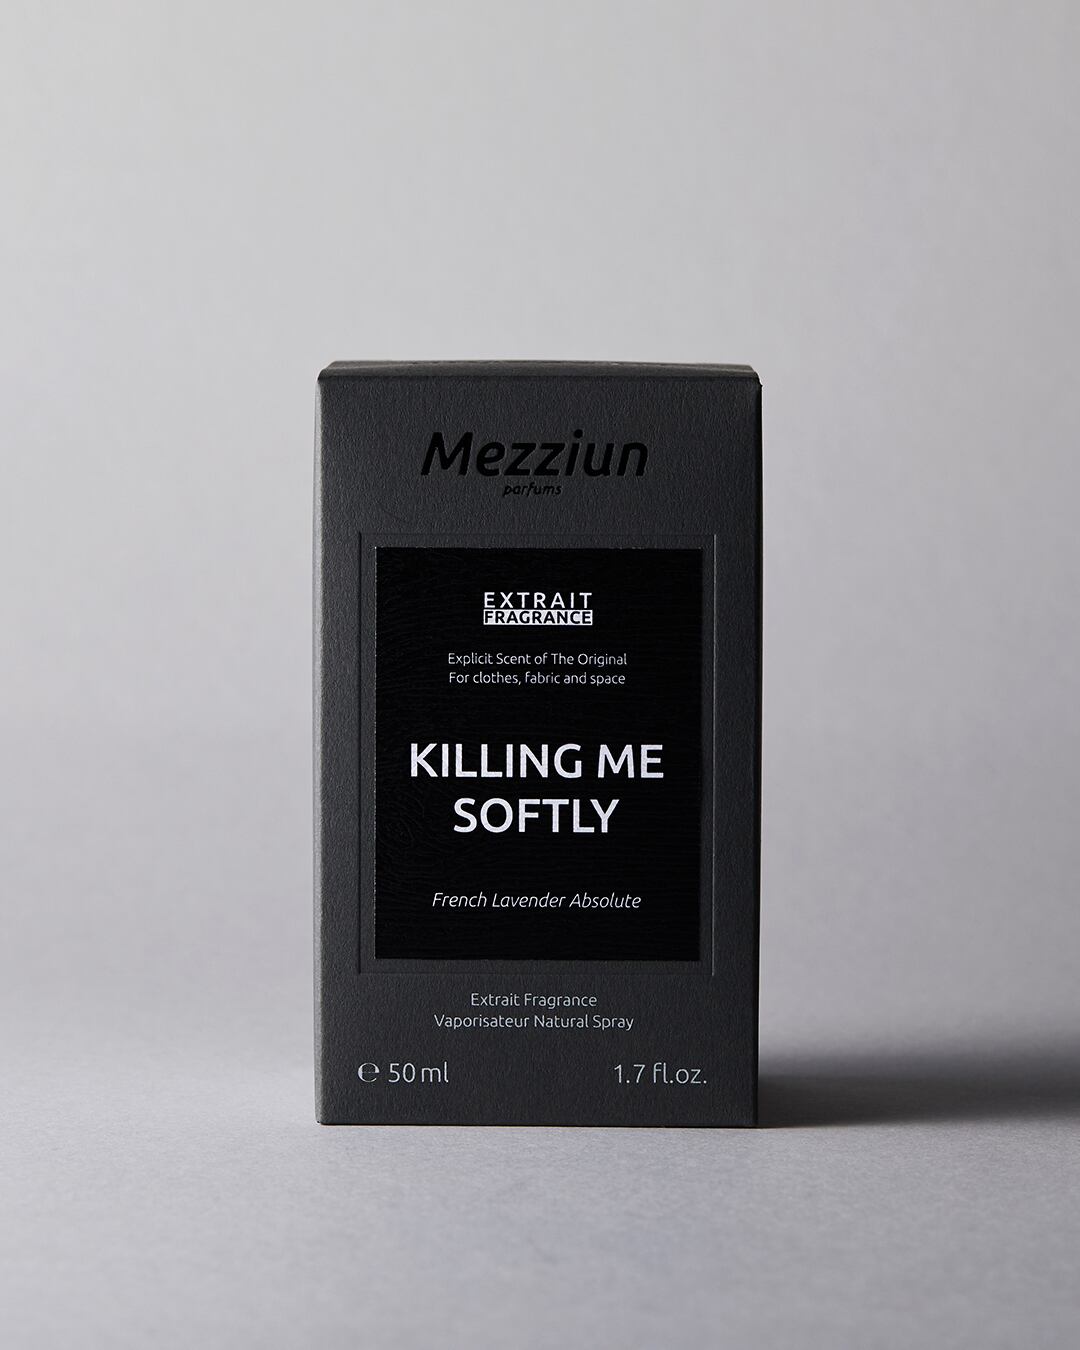 Mezziun
parfums
EXTRAIT
FRAGRANCE
Explicit Scent of The Original
For clothes, fabric and space
KILLING ME
SOFTLY
French Lavender Absolute
Extrait Fragrance
Vaporisateur Natural Spray
℮ 50 ml 1.7 fl.oz.